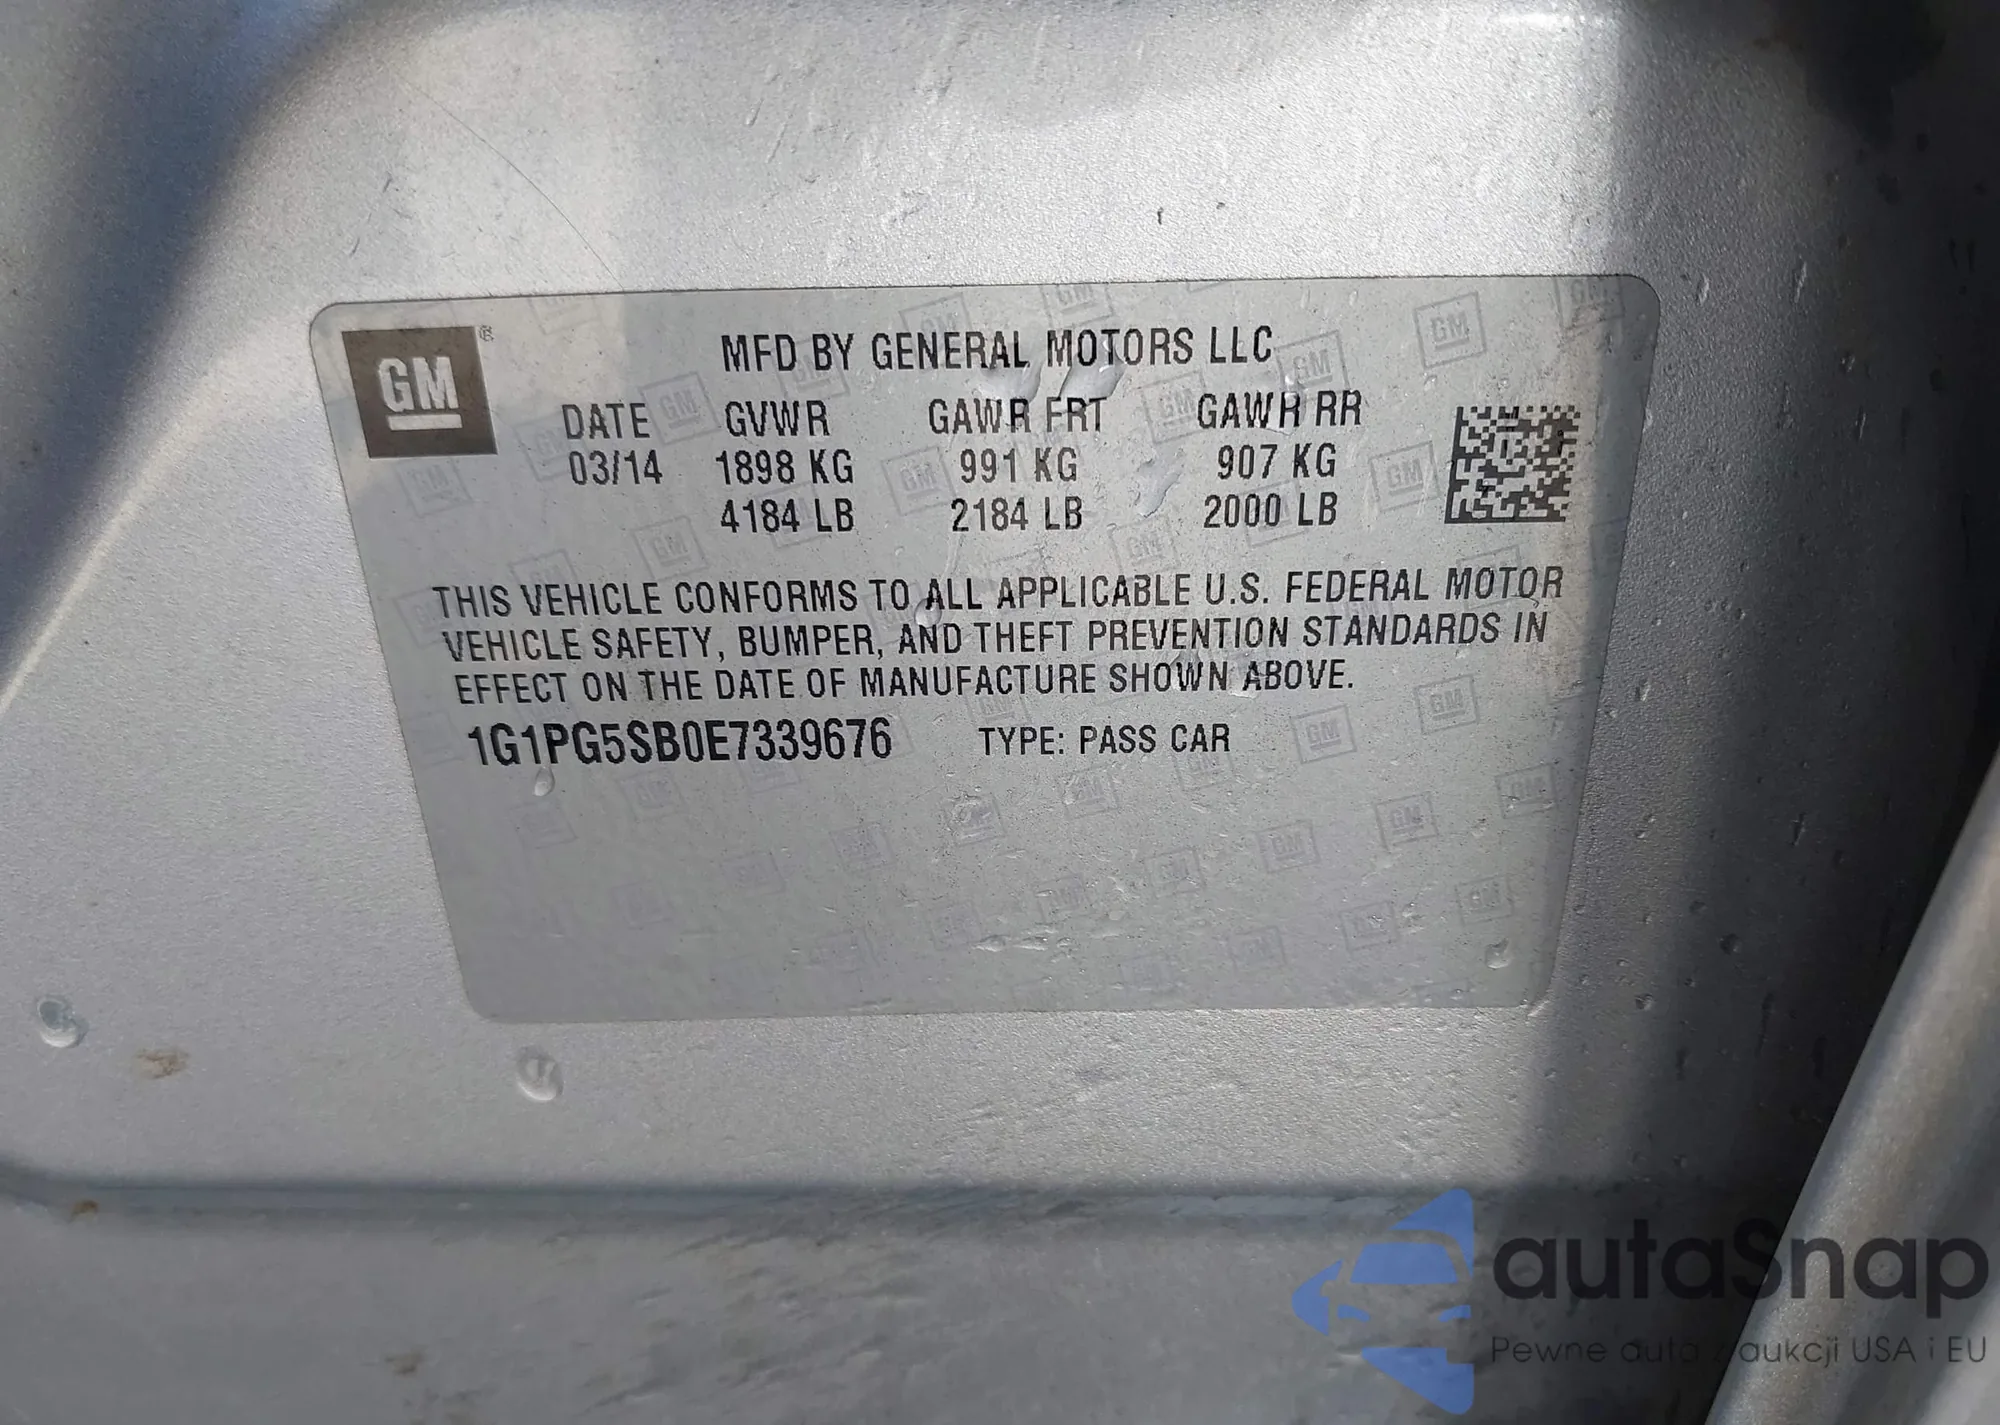 GM ®
MFD BY GENERAL MOTORS LLC
DATE GVWR GAWR FRT GAWR RR
03/14 1898 KG 991 KG 907 KG
4184 LB 2184 LB 2000 LB
THIS VEHICLE CONFORMS TO ALL APPLICABLE U.S. FEDERAL MOTOR
VEHICLE SAFETY, BUMPER, AND THEFT PREVENTION STANDARDS IN
EFFECT ON THE DATE OF MANUFACTURE SHOWN ABOVE.
1G1PG5SB0E7339676 TYPE: PASS CAR
autaSnap
Pewne auta z aukcji USA i EU